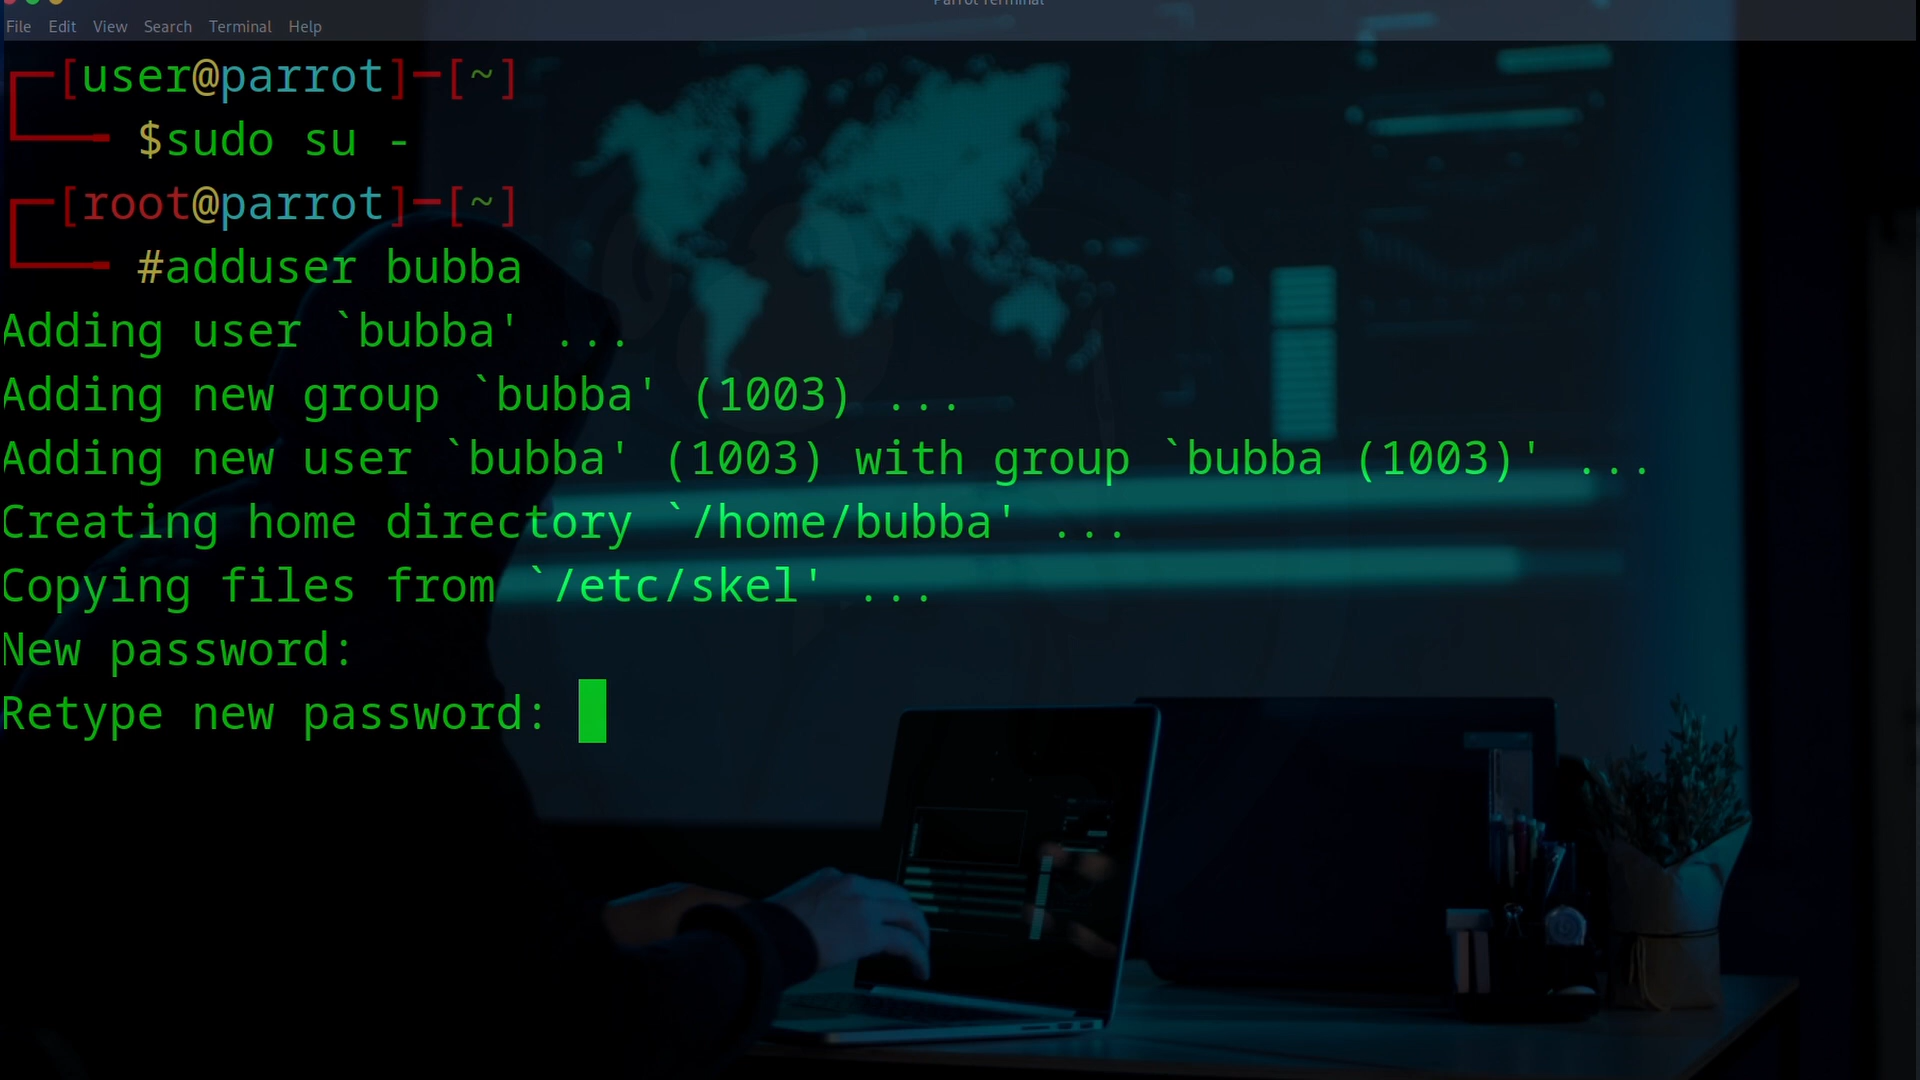 Parrot Terminal
File Edit View Search Terminal Help
[user@parrot]─[~]
$sudo su -
[root@parrot]─[~]
#adduser bubba
Adding user `bubba' ...
Adding new group `bubba' (1003) ...
Adding new user `bubba' (1003) with group `bubba (1003)' ...
Creating home directory `/home/bubba' ...
Copying files from `/etc/skel' ...
New password:
Retype new password: